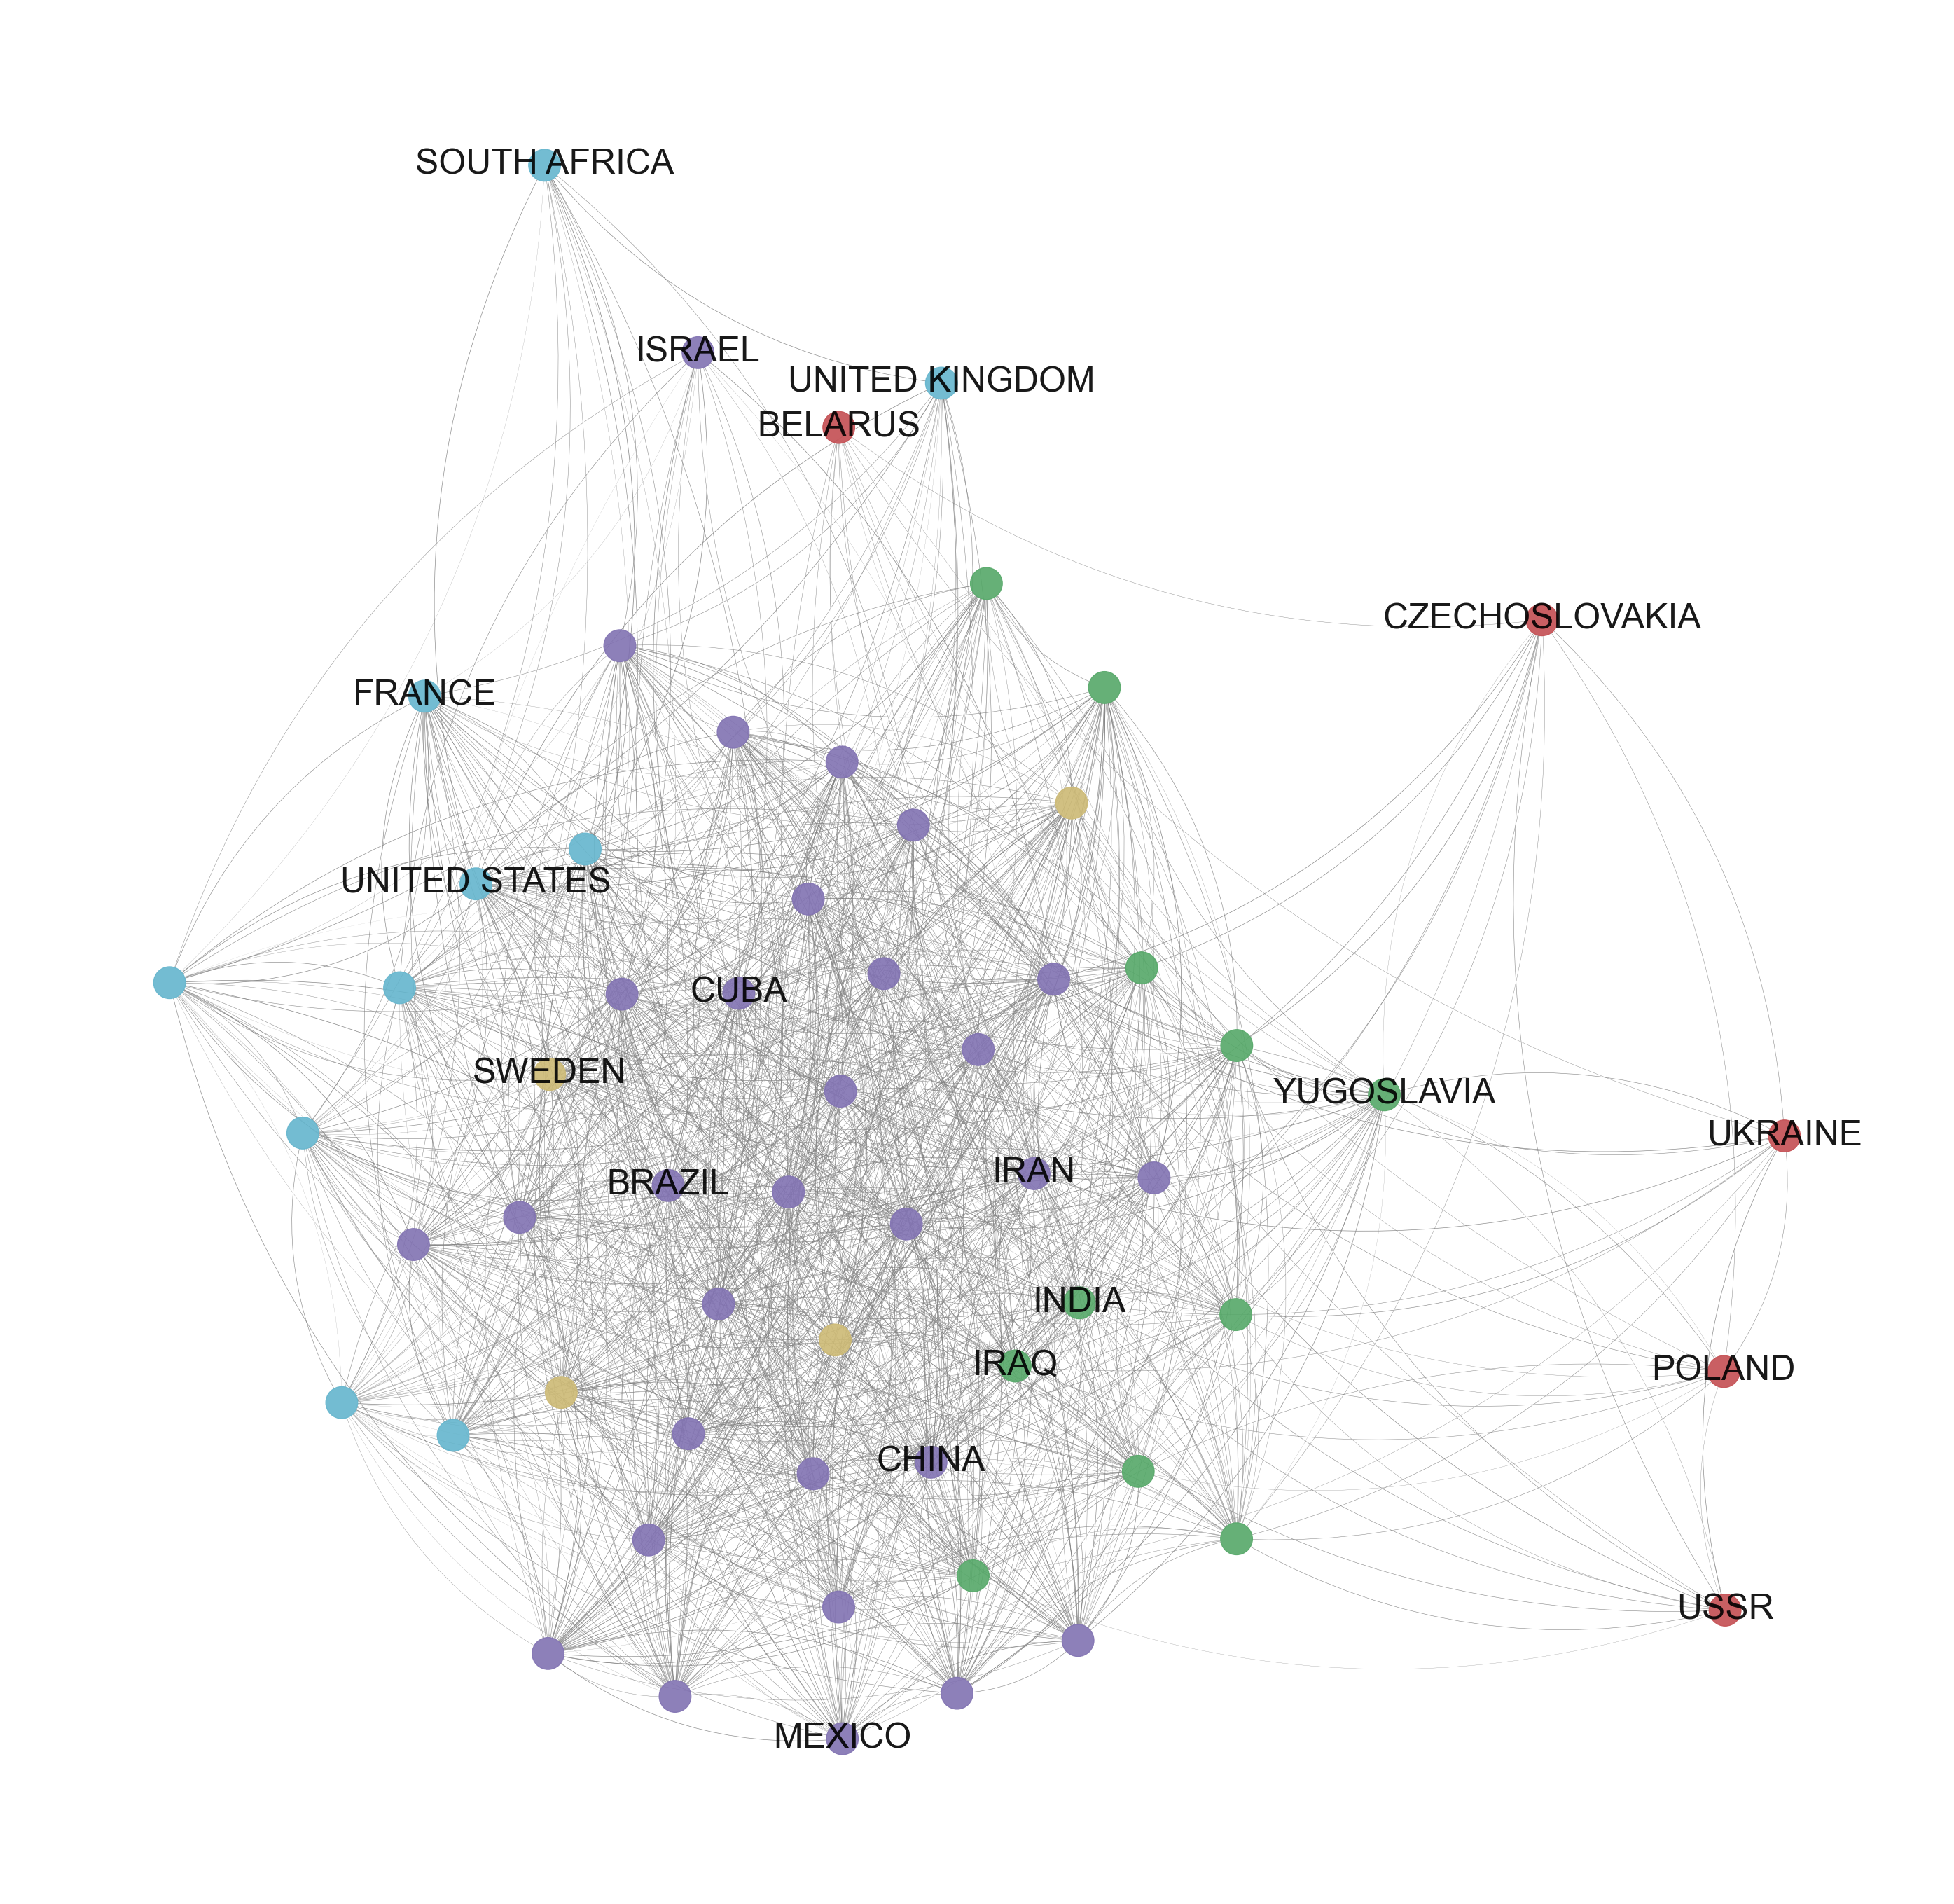 SOUTH AFRICA
ISRAEL
UNITED KINGDOM
BELARUS
CZECHOSLOVAKIA
FRANCE
UNITED STATES
CUBA
SWEDEN
YUGOSLAVIA
UKRAINE
BRAZIL
IRAN
INDIA
IRAQ
POLAND
CHINA
USSR
MEXICO